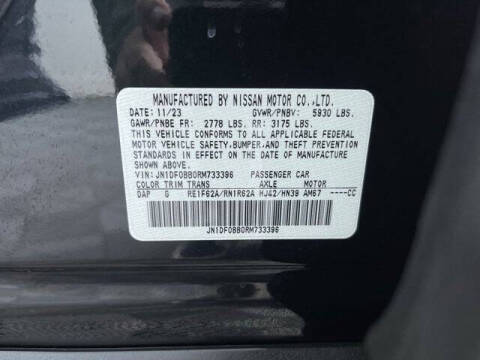 MANUFACTURED BY NISSAN MOTOR CO.,LTD.
DATE: 11/23 GVWR/PNBV: 5930 LBS.
GAWR/PNBE FR: 2778 LBS. RR: 3175 LBS.
THIS VEHICLE CONFORMS TO ALL APPLICABLE FEDERAL
MOTOR VEHICLE SAFETY,BUMPER,AND THEFT PREVENTION
STANDARDS IN EFFECT ON THE DATE OF MANUFACTURE
SHOWN ABOVE.
VIN: JN1DF0BB0RM733396 PASSENGER CAR
COLOR TRIM TRANS AXLE MOTOR
DAP G RE1F62A/RN1R62A HJ42/HN39 AM67 ----CC
JN1DF0BB0RM733396